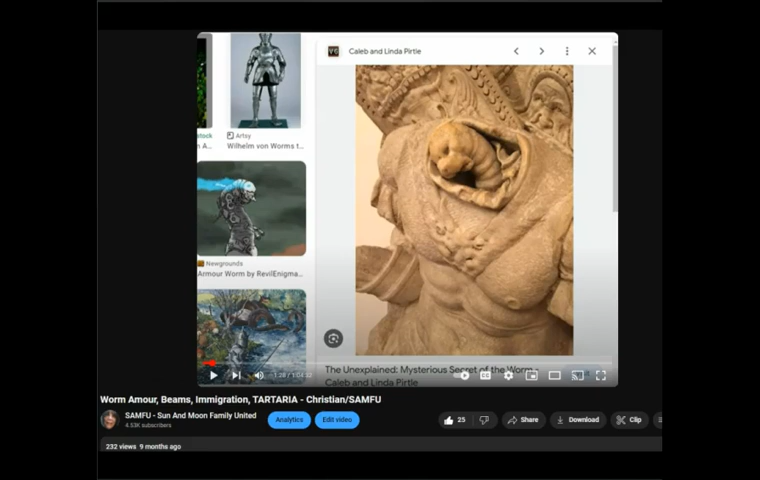 Caleb and Linda Pirtle
stock
n A...
Artsy
Wilhelm von Worms t...
Newgrounds
Armour Worm by RevilEnigma...
The Unexplained: Mysterious Secret of the Worm
Caleb and Linda Pirtle
Worm Amour, Beams, Immigration, TARTARIA - Christian/SAMFU
SAMFU - Sun And Moon Family United
4.53K subscribers
Analytics
Edit video
25
Share
Download
Clip
232 views 9 months ago